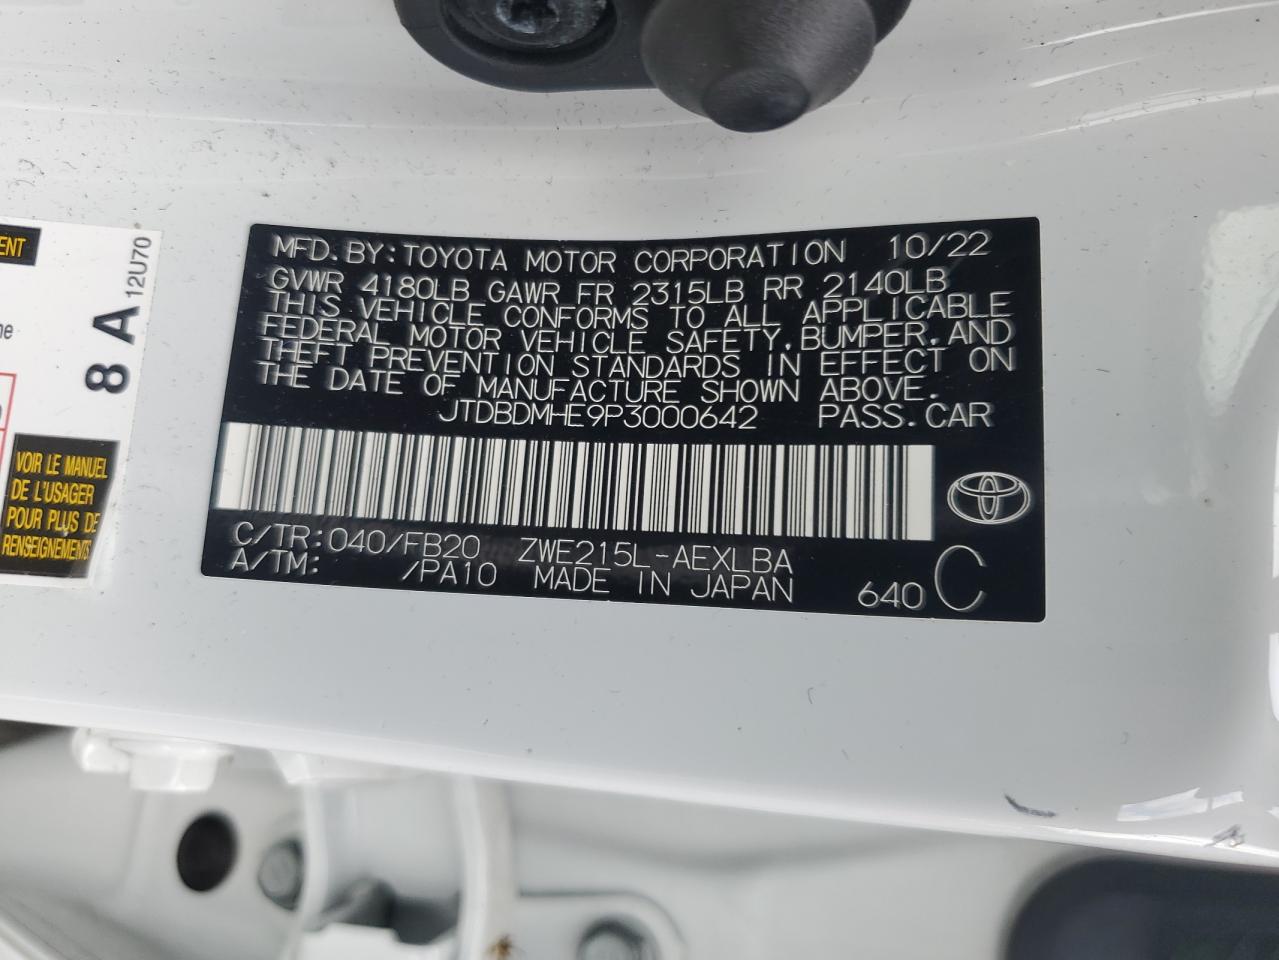 MFD. BY: TOYOTA MOTOR CORPORATION 10/22
GVWR 4180LB GAWR FR 2315LB RR 2140LB
THIS VEHICLE CONFORMS TO ALL APPLICABLE
FEDERAL MOTOR VEHICLE SAFETY, BUMPER, AND
THEFT PREVENTION STANDARDS IN EFFECT ON
THE DATE OF MANUFACTURE SHOWN ABOVE.
JTDBDMHE9P3000642 PASS. CAR
C/TR: 040/FB20 ZWE215L-AEXLBA
A/TM: /PA10 MADE IN JAPAN 640 C
8 A
12U70
VOIR LE MANUEL
DE L'USAGER
POUR PLUS DE
RENSEIGNEMENTS